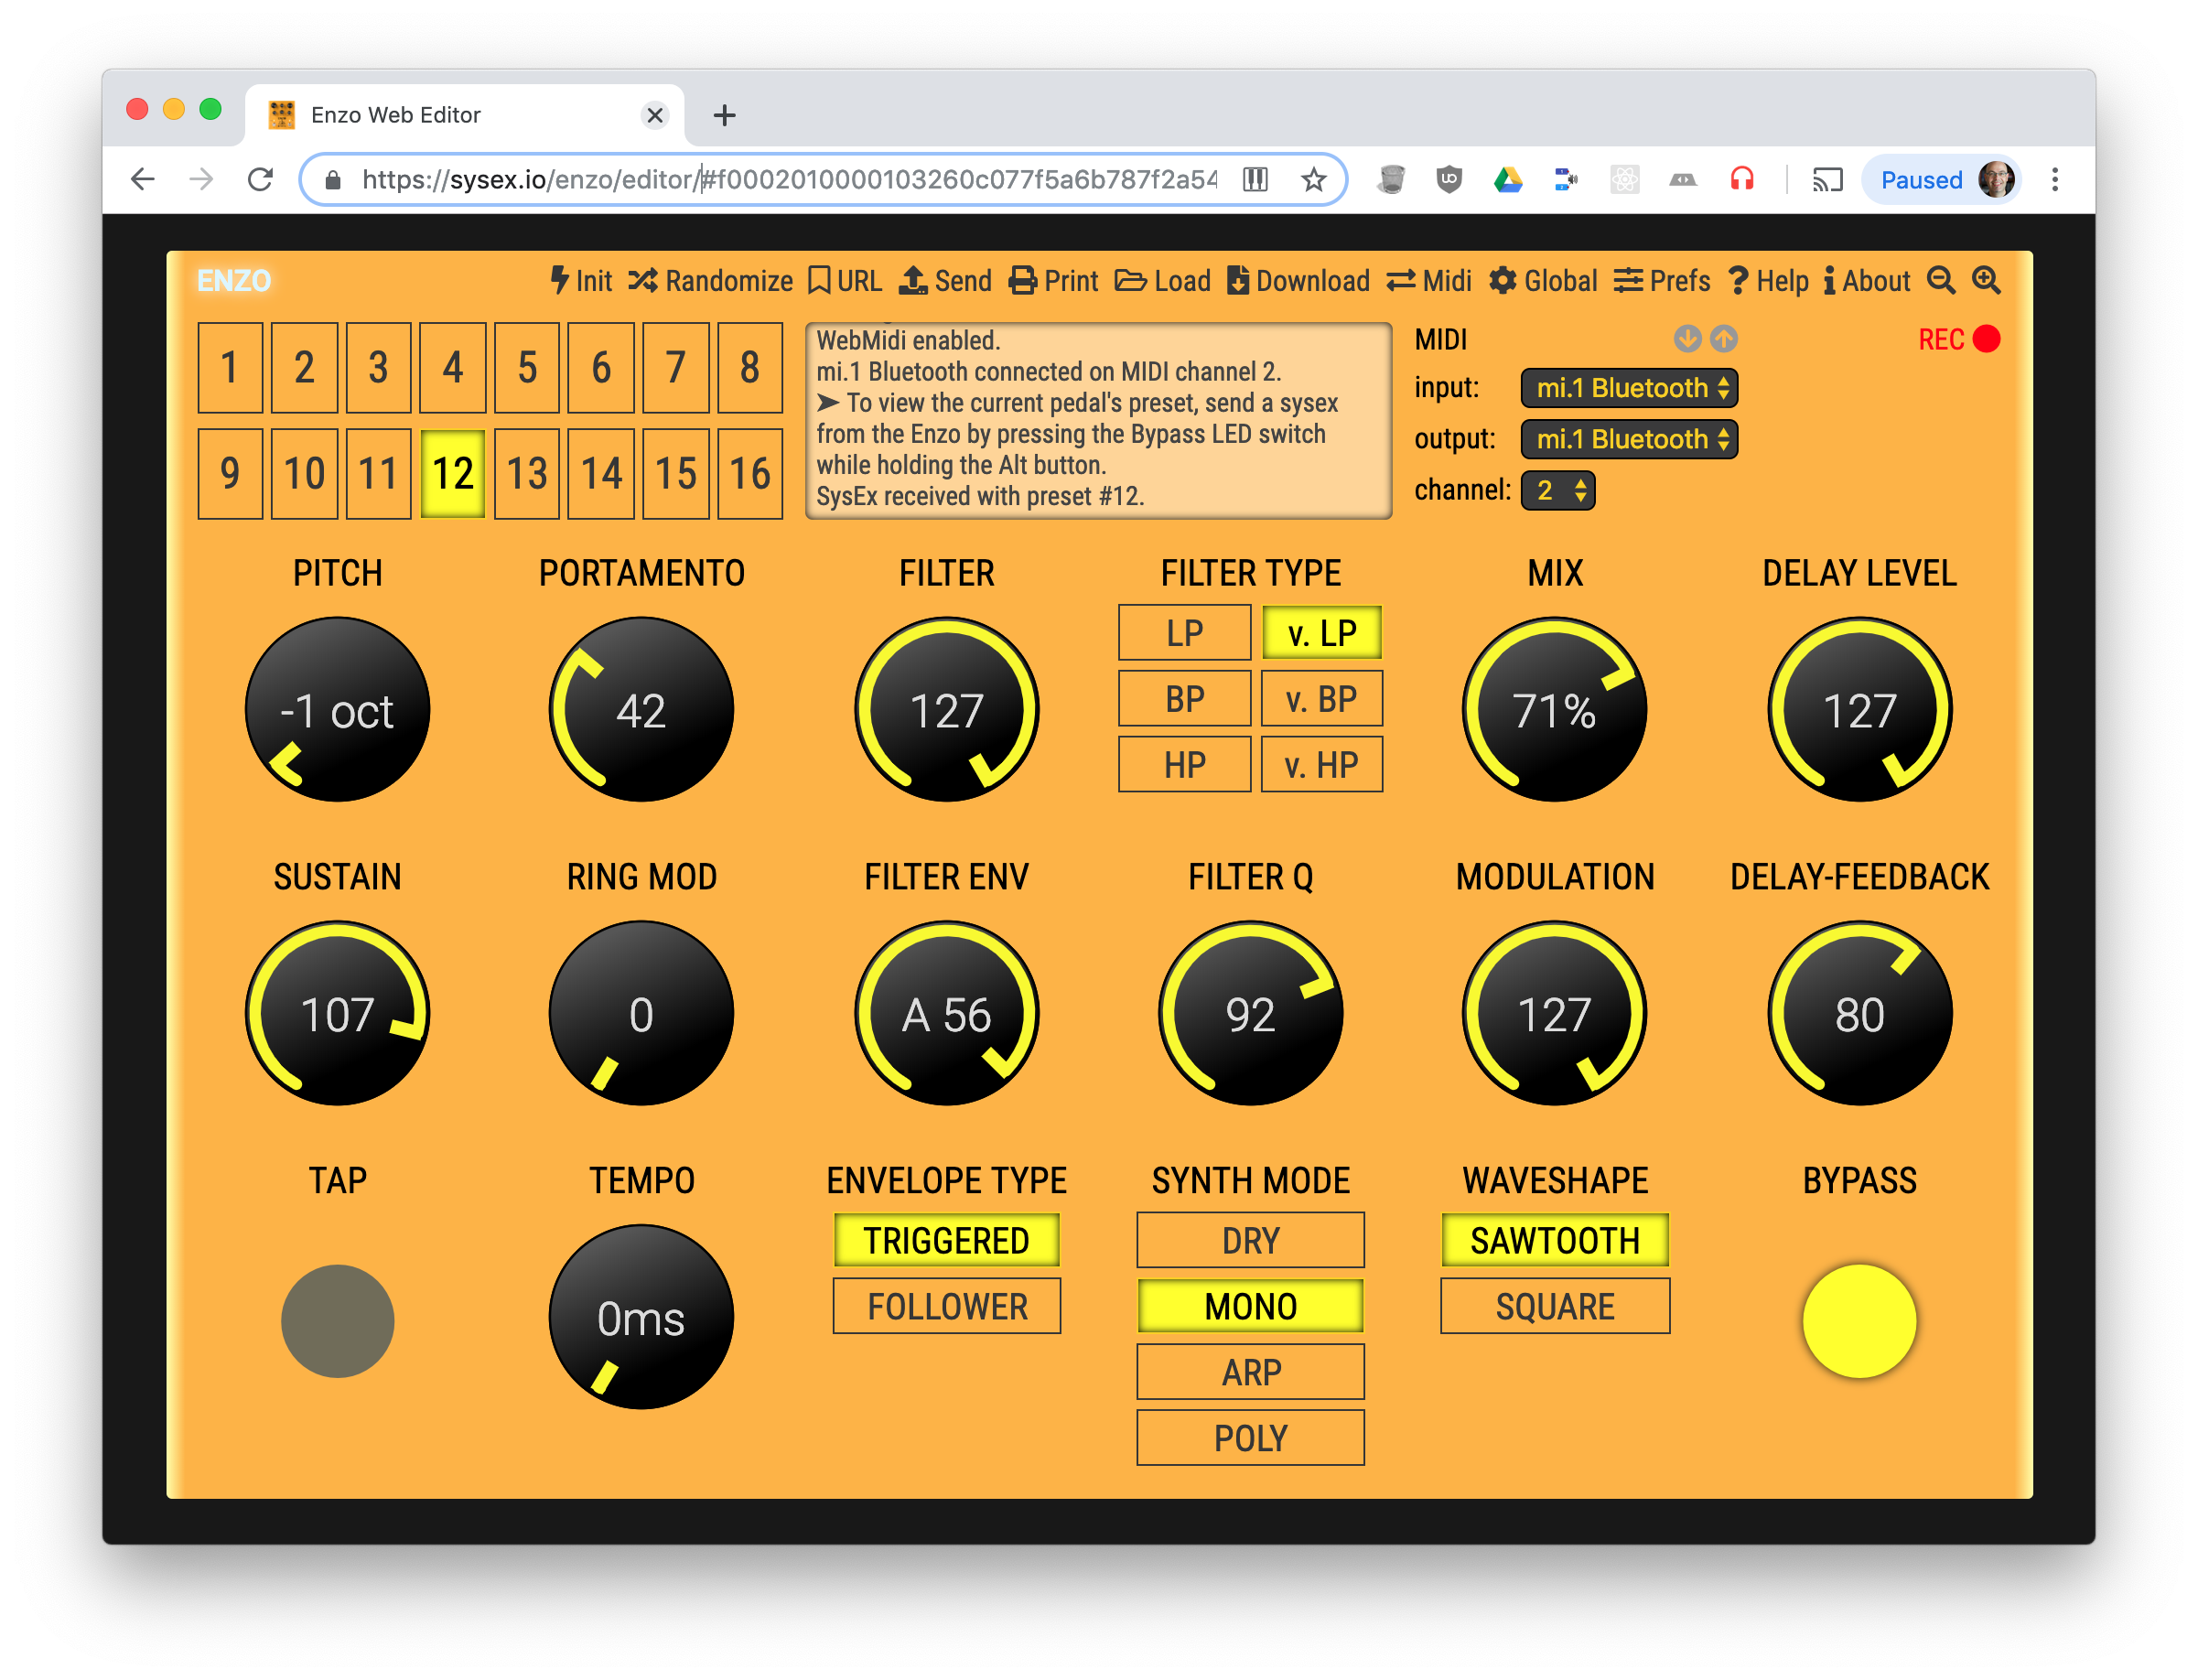 Enzo Web Editor
https://sysex.io/enzo/editor/#f0002010000103260c077f5a6b787f2a54
Paused
ENZO
Init Randomize URL Send Print Load Download Midi Global Prefs ? Help About
1 2 3 4 5 6 7 8
9 10 11 12 13 14 15 16
WebMidi enabled.
mi.1 Bluetooth connected on MIDI channel 2.
➤ To view the current pedal's preset, send a sysex
from the Enzo by pressing the Bypass LED switch
while holding the Alt button.
SysEx received with preset #12.
MIDI REC
input: mi.1 Bluetooth
output: mi.1 Bluetooth
channel: 2
PITCH PORTAMENTO FILTER FILTER TYPE MIX DELAY LEVEL
-1 oct 42 127 71% 127
LP v. LP
BP v. BP
HP v. HP
SUSTAIN RING MOD FILTER ENV FILTER Q MODULATION DELAY-FEEDBACK
107 0 A 56 92 127 80
TAP TEMPO ENVELOPE TYPE SYNTH MODE WAVESHAPE BYPASS
0ms
TRIGGERED
FOLLOWER
DRY
MONO
ARP
POLY
SAWTOOTH
SQUARE